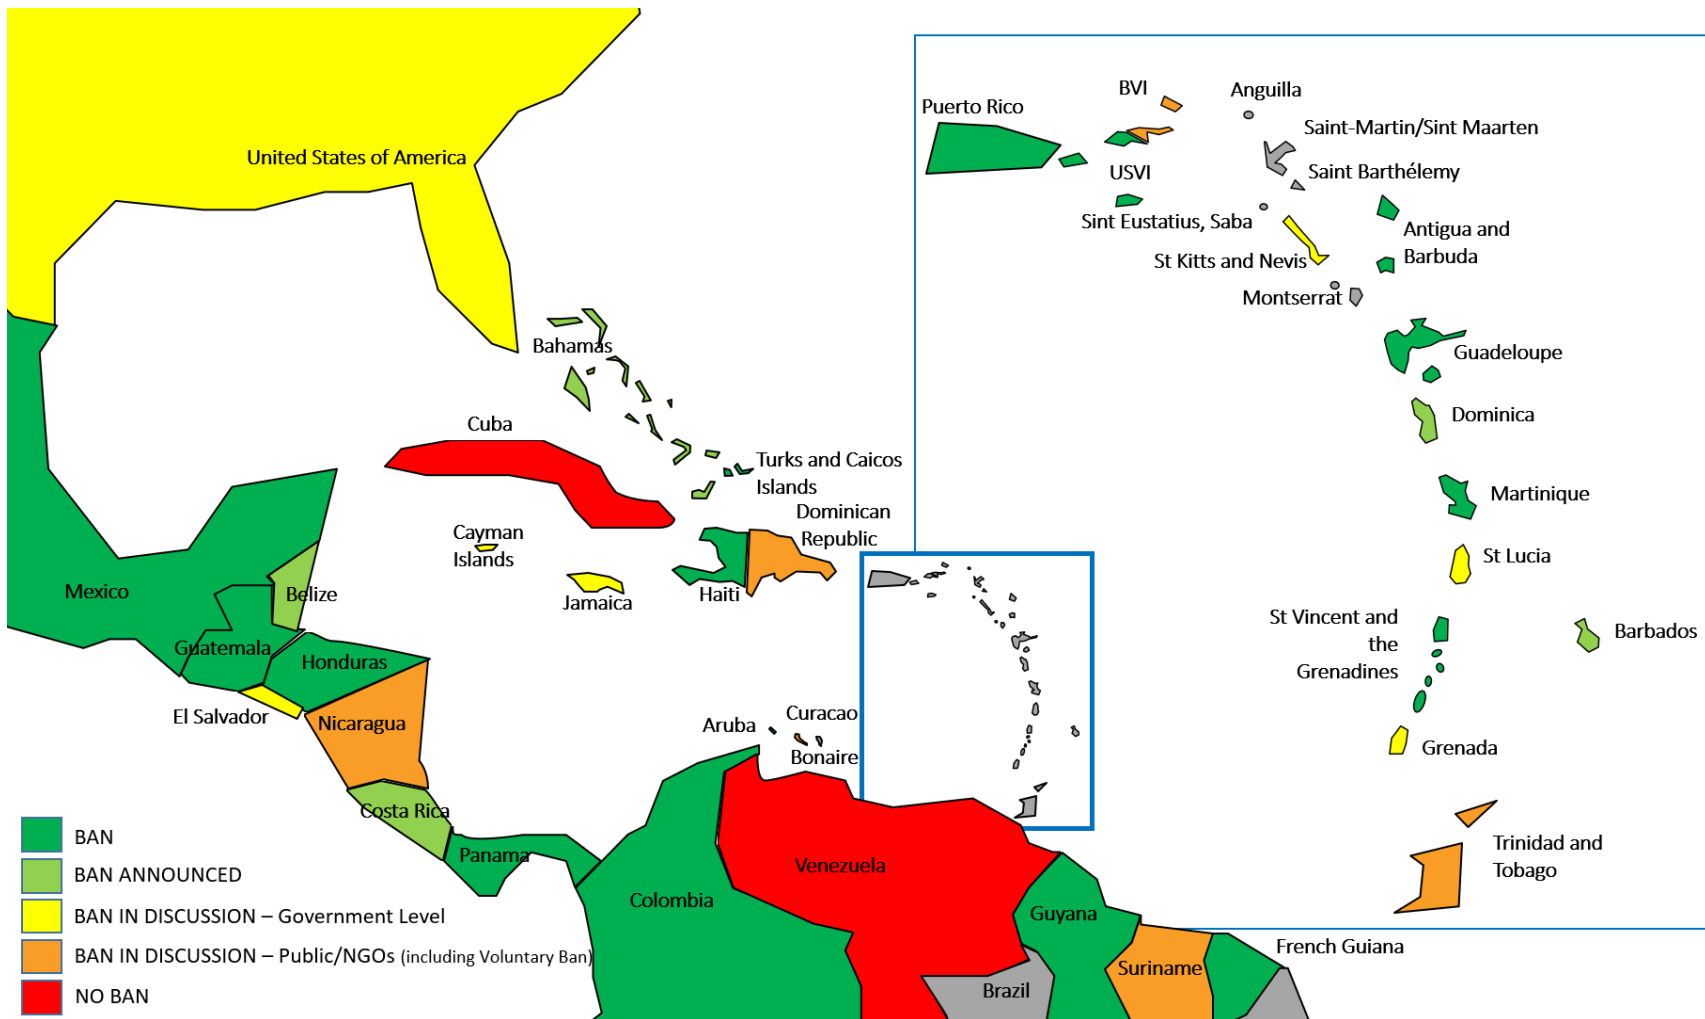 United States of America
Bahamas
Cuba
Turks and Caicos
Islands
Dominican
Republic
Cayman
Islands
Jamaica
Haiti
Mexico
Belize
Guatemala
Honduras
El Salvador
Nicaragua
Costa Rica
Panama
Aruba
Curacao
Bonaire
Colombia
Venezuela
Guyana
Suriname
French Guiana
Brazil
Puerto Rico
BVI
USVI
Anguilla
Saint-Martin/Sint Maarten
Saint Barthélemy
Sint Eustatius, Saba
St Kitts and Nevis
Antigua and
Barbuda
Montserrat
Guadeloupe
Dominica
Martinique
St Lucia
St Vincent and
the
Grenadines
Barbados
Grenada
Trinidad and
Tobago
BAN
BAN ANNOUNCED
BAN IN DISCUSSION – Government Level
BAN IN DISCUSSION – Public/NGOs (including Voluntary Ban)
NO BAN